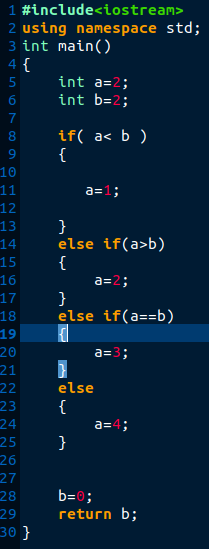 1 #include<iostream>
2 using namespace std;
3 int main()
4 {
5     int a=2;
6     int b=2;
7
8     if( a< b )
9     {
10
11        a=1;
12
13    }
14    else if(a>b)
15    {
16         a=2;
17    }
18    else if(a==b)
19    {
20         a=3;
21    }
22    else
23    {
24         a=4;
25    }
26
27
28    b=0;
29    return b;
30 }